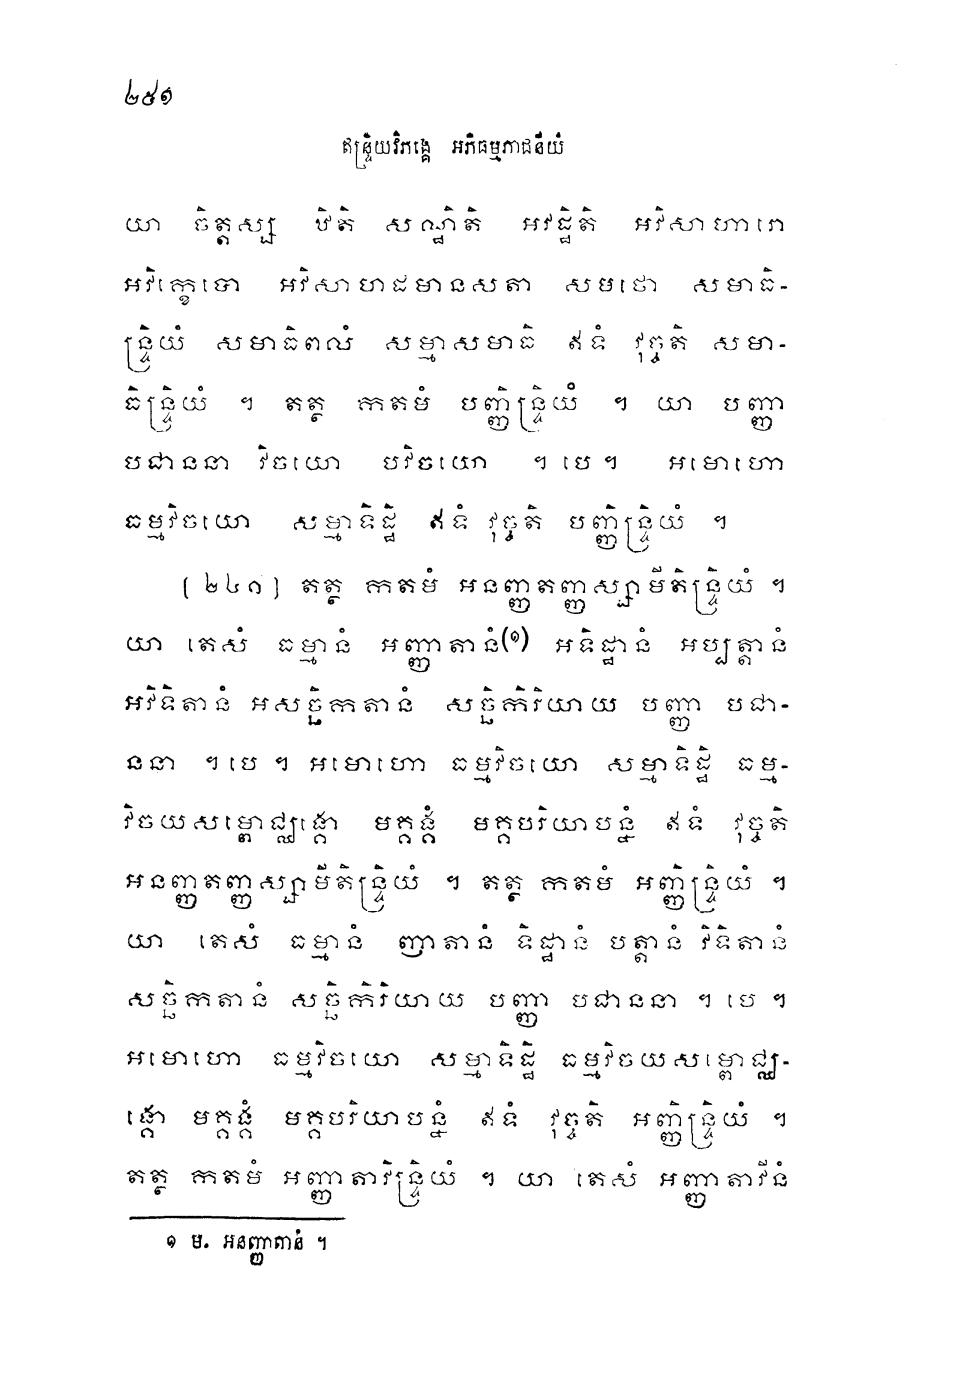 ២៥១
ឥន្ទ្រិយវិភង្គេ អភិធម្មភាជនីយំ
យា ចិត្តស្ស ឋិតិ សណ្ឋិតិ អវដ្ឋិតិ អវិសាហារោ
អវិក្ខេបោ អវិសាហដមានសតា សមថោ សមាធិ-
ន្ទ្រិយំ សមាធិពលំ សម្មាសមាធិ ឥទំ វុច្ចតិ សមា-
ធិន្ទ្រិយំ ។ តត្ថ កតមំ បញ្ញិន្ទ្រិយំ ។ យា បញ្ញា
បជាននា វិចយោ បវិចយោ ។ បេ ។ អមោហោ
ធម្មវិចយោ សម្មាទិដ្ឋិ ឥទំ វុច្ចតិ បញ្ញិន្ទ្រិយំ ។
[២៤០] តត្ថ កតមំ អនញ្ញតញ្ញស្សាមីតិន្ទ្រិយំ ។
យា តេសំ ធម្មានំ អញ្ញាតានំ(១) អទិដ្ឋានំ អប្បត្តានំ
អវិទិតានំ អសច្ឆិកតានំ សច្ឆិកិរិយាយ បញ្ញា បជា-
ននា ។ បេ ។ អមោហោ ធម្មវិចយោ សម្មាទិដ្ឋិ ធម្ម-
វិចយសម្ពោជ្ឈង្គោ មគ្គង្គំ មគ្គបរិយាបន្នំ ឥទំ វុច្ចតិ
អនញ្ញតញ្ញស្សាមីតិន្ទ្រិយំ ។ តត្ថ កតមំ អញ្ញិន្ទ្រិយំ ។
យា តេសំ ធម្មានំ ញាតានំ ទិដ្ឋានំ បត្តានំ វិទិតានំ
សច្ឆិកតានំ សច្ឆិកិរិយាយ បញ្ញា បជាននា ។ បេ ។
អមោហោ ធម្មវិចយោ សម្មាទិដ្ឋិ ធម្មវិចយសម្ពោជ្ឈ-
ង្គោ មគ្គង្គំ មគ្គបរិយាបន្នំ ឥទំ វុច្ចតិ អញ្ញិន្ទ្រិយំ ។
តត្ថ កតមំ អញ្ញាតាវិន្ទ្រិយំ ។ យា តេសំ អញ្ញាតាវីនំ
១ ម. អនញ្ញាតានំ ។